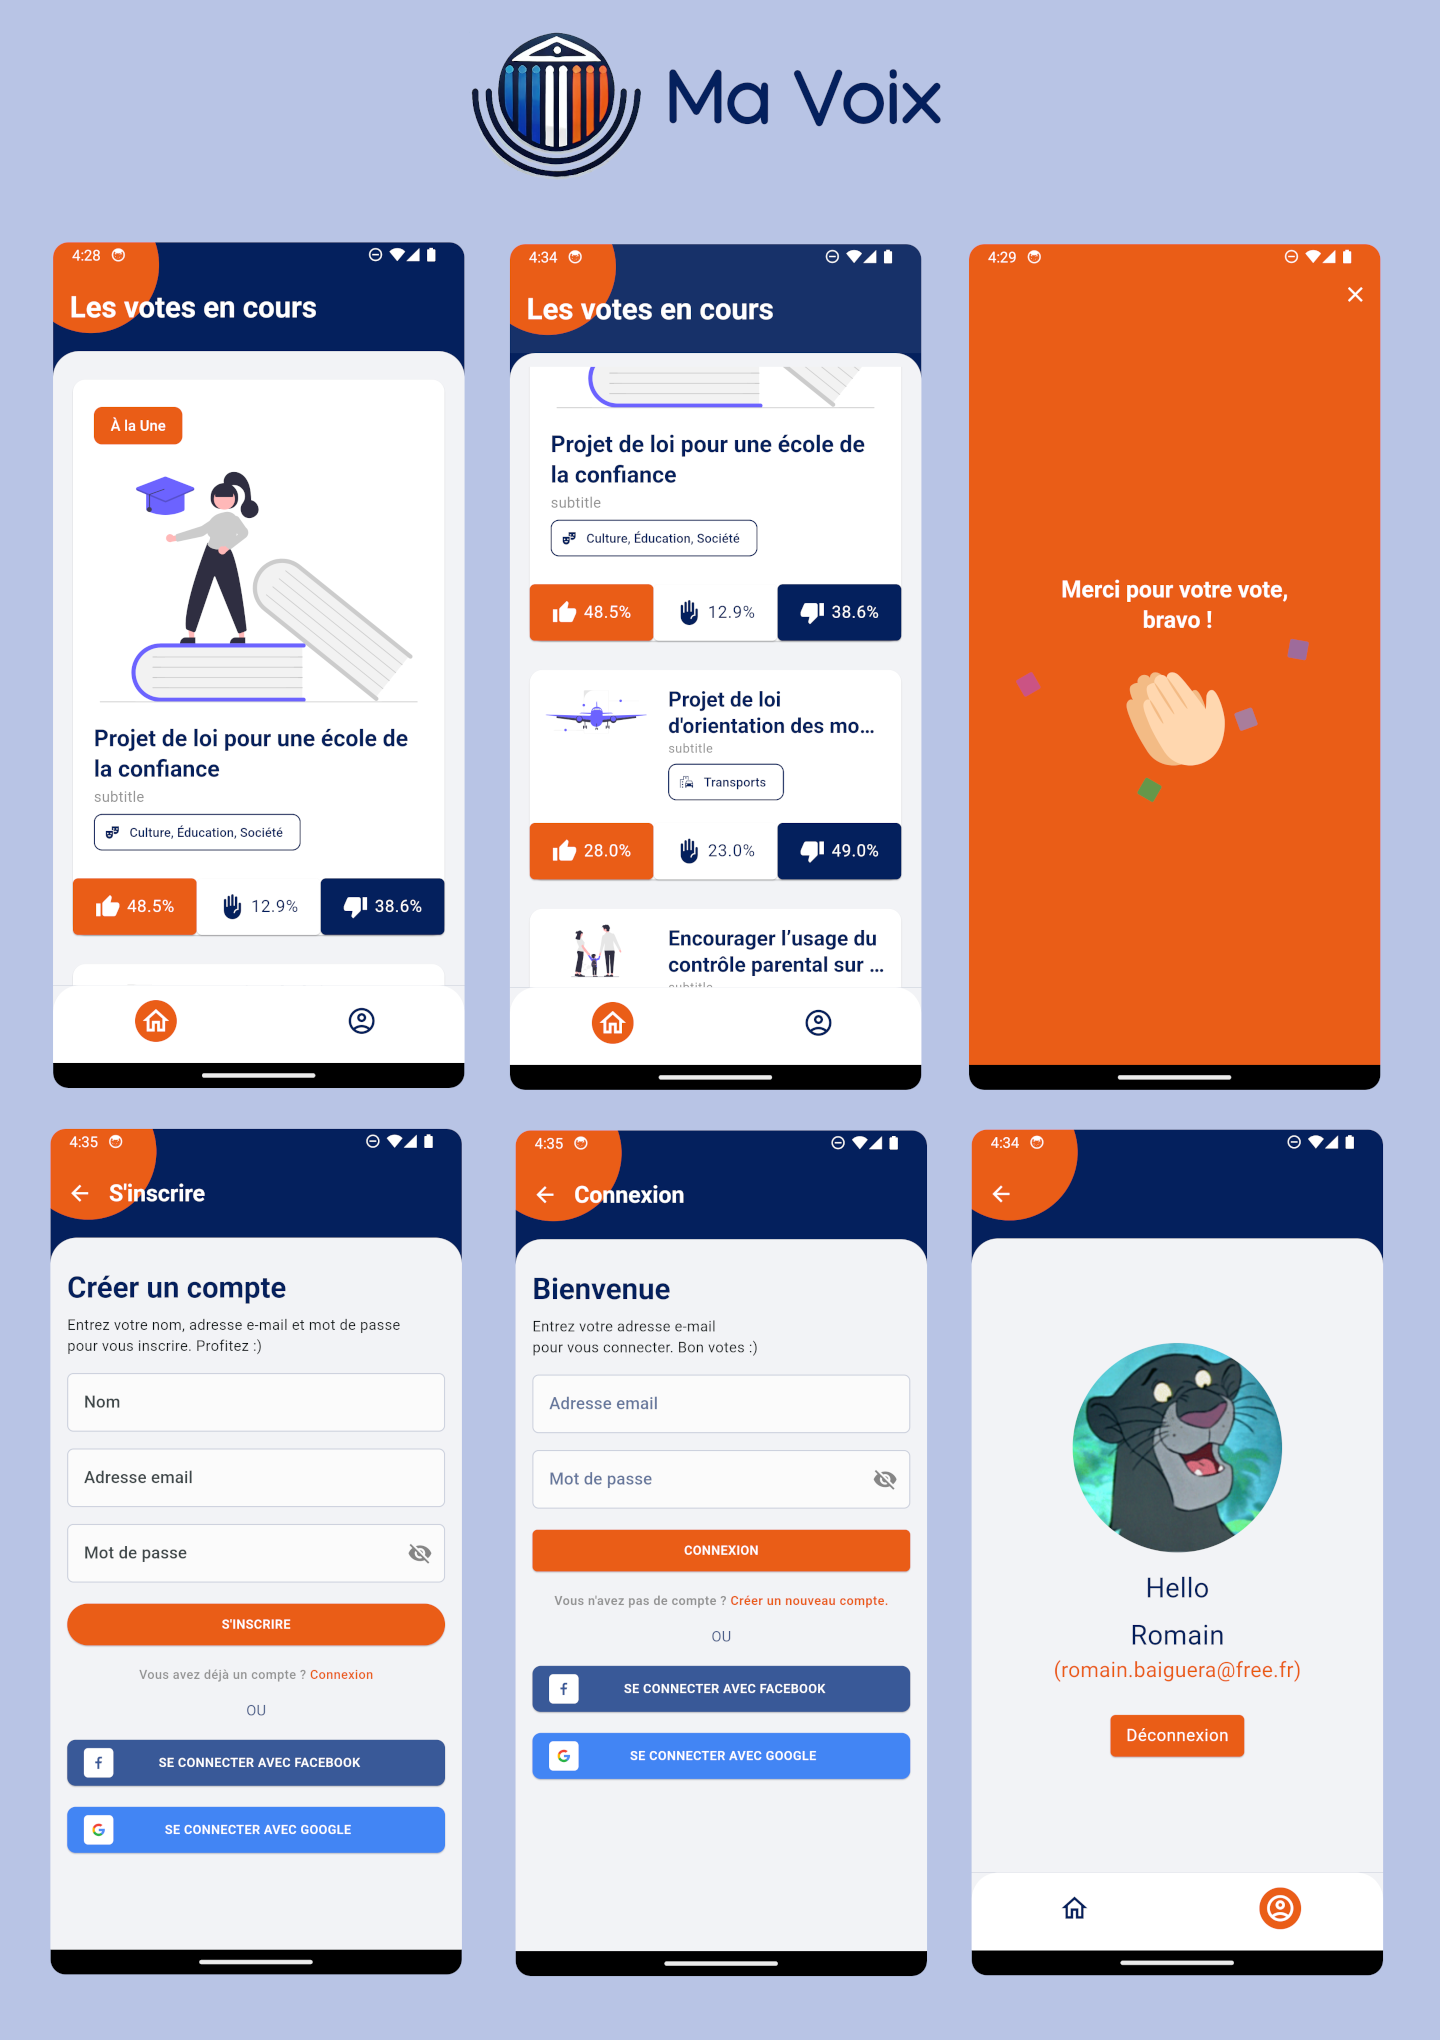 Ma Voix
4:28
Les votes en cours
À la Une
Projet de loi pour une école de
la confiance
subtitle
Culture, Éducation, Société
48.5%
12.9%
38.6%
4:34
Les votes en cours
Projet de loi pour une école de
la confiance
subtitle
Culture, Éducation, Société
48.5%
12.9%
38.6%
Projet de loi
d'orientation des mo...
subtitle
Transports
28.0%
23.0%
49.0%
Encourager l’usage du
contrôle parental sur ...
subtitle
4:29
Merci pour votre vote,
bravo !
4:35
S'inscrire
Créer un compte
Entrez votre nom, adresse e-mail et mot de passe
pour vous inscrire. Profitez :)
Nom
Adresse email
Mot de passe
S'INSCRIRE
Vous avez déjà un compte ? Connexion
OU
SE CONNECTER AVEC FACEBOOK
SE CONNECTER AVEC GOOGLE
4:35
Connexion
Bienvenue
Entrez votre adresse e-mail
pour vous connecter. Bon votes :)
Adresse email
Mot de passe
CONNEXION
Vous n'avez pas de compte ? Créer un nouveau compte.
OU
SE CONNECTER AVEC FACEBOOK
SE CONNECTER AVEC GOOGLE
4:34
Hello
Romain
(romain.baiguera@free.fr)
Déconnexion